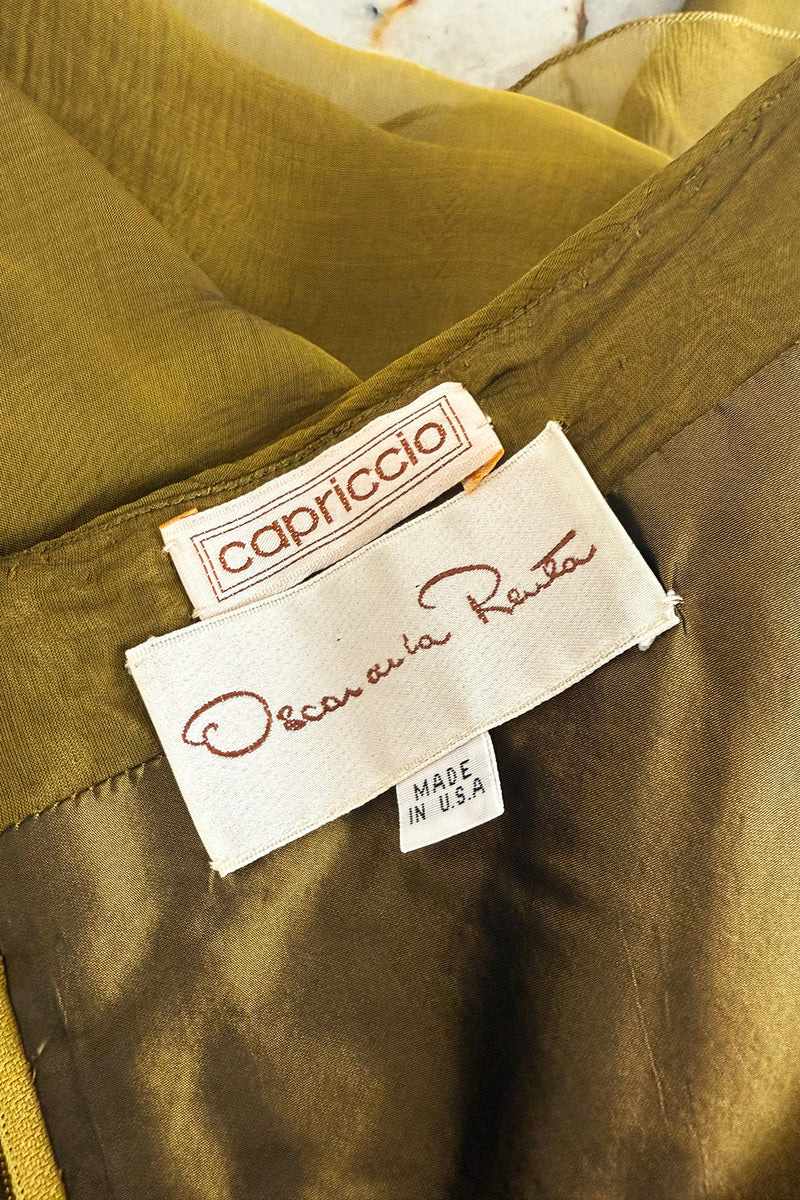 capriccio
Oscar de la Renta
MADE
IN U.S.A